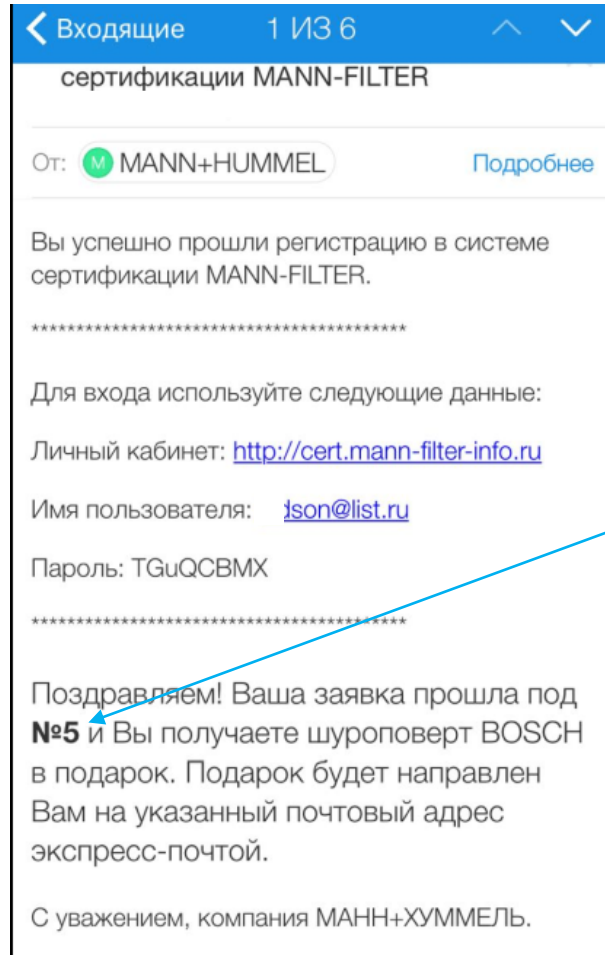 Входящие 1 ИЗ 6
сертификации MANN-FILTER
От: M MANN+HUMMEL Подробнее
Вы успешно прошли регистрацию в системе
сертификации MANN-FILTER.
******************************************
Для входа используйте следующие данные:
Личный кабинет: http://cert.mann-filter-info.ru
Имя пользователя: dson@list.ru
Пароль: TGuQCBMX
******************************************
Поздравляем! Ваша заявка прошла под
№5 и Вы получаете шуроповерт BOSCH
в подарок. Подарок будет направлен
Вам на указанный почтовый адрес
экспресс-почтой.
С уважением, компания МАНН+ХУММЕЛЬ.